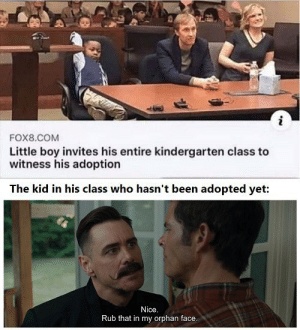 FOX8.COM
Little boy invites his entire kindergarten class to
witness his adoption
The kid in his class who hasn't been adopted yet:
Nice.
Rub that in my orphan face.